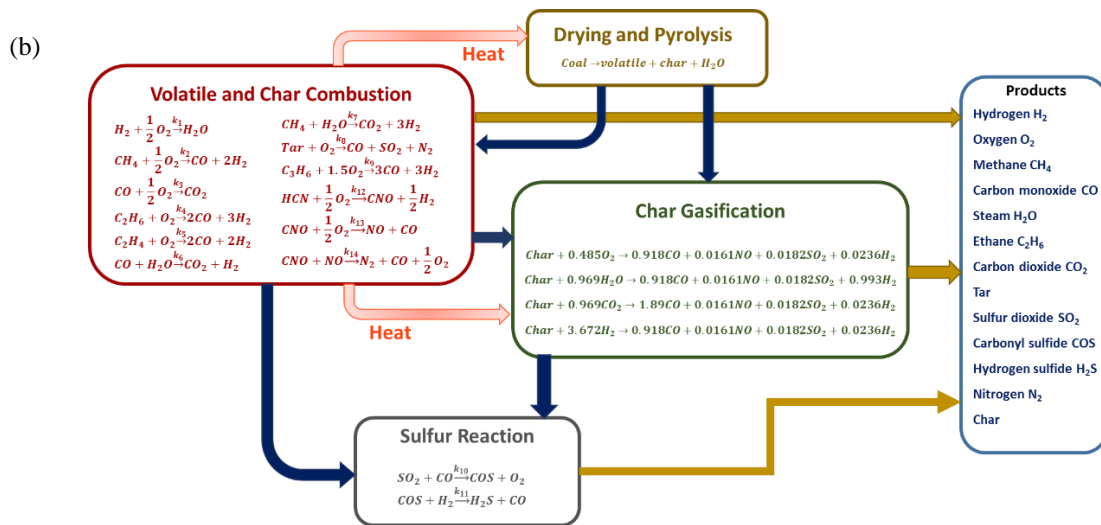 (b)
Drying and Pyrolysis
Coal →volatile + char + H₂O
Heat
Volatile and Char Combustion
H₂ + 1/2 O₂ →(k₁) H₂O
CH₄ + 1/2 O₂ →(k₂) CO + 2H₂
CO + 1/2 O₂ →(k₃) CO₂
C₂H₆ + O₂ →(k₄) 2CO + 3H₂
C₂H₄ + O₂ →(k₅) 2CO + 2H₂
CO + H₂O →(k₆) CO₂ + H₂
CH₄ + H₂O →(k₇) CO₂ + 3H₂
Tar + O₂ →(k₈) CO + SO₂ + N₂
C₃H₆ + 1.5O₂ →(k₉) 3CO + 3H₂
HCN + 1/2 O₂ →(k₁₂) CNO + 1/2 H₂
CNO + 1/2 O₂ →(k₁₃) NO + CO
CNO + NO →(k₁₄) N₂ + CO + 1/2 O₂
Heat
Char Gasification
Char + 0.485O₂ → 0.918CO + 0.0161NO + 0.0182SO₂ + 0.0236H₂
Char + 0.969H₂O → 0.918CO + 0.0161NO + 0.0182SO₂ + 0.993H₂
Char + 0.969CO₂ → 1.89CO + 0.0161NO + 0.0182SO₂ + 0.0236H₂
Char + 3.672H₂ → 0.918CO + 0.0161NO + 0.0182SO₂ + 0.0236H₂
Sulfur Reaction
SO₂ + CO →(k₁₀) COS + O₂
COS + H₂ →(k₁₁) H₂S + CO
Products
Hydrogen H₂
Oxygen O₂
Methane CH₄
Carbon monoxide CO
Steam H₂O
Ethane C₂H₆
Carbon dioxide CO₂
Tar
Sulfur dioxide SO₂
Carbonyl sulfide COS
Hydrogen sulfide H₂S
Nitrogen N₂
Char